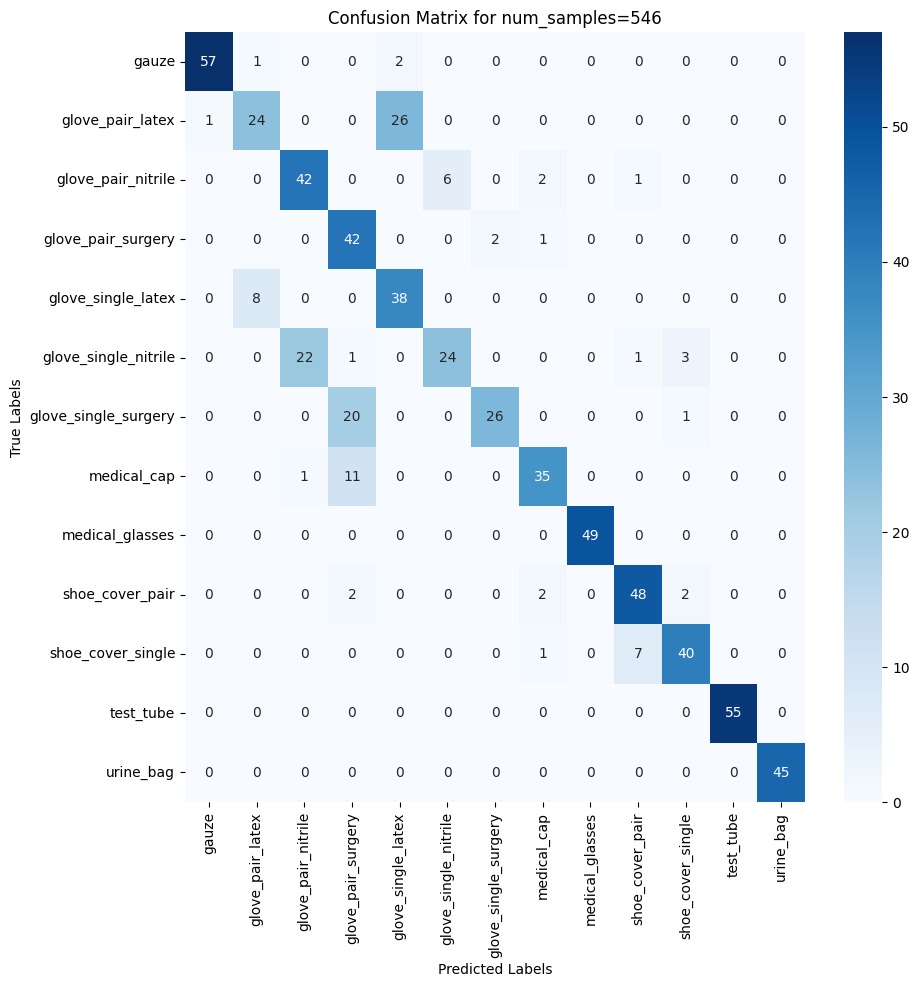 Confusion Matrix for num_samples=546
gauze 57 1 0 0 2 0 0 0 0 0 0 0 0
glove_pair_latex 1 24 0 0 26 0 0 0 0 0 0 0 0
glove_pair_nitrile 0 0 42 0 0 6 0 2 0 1 0 0 0
glove_pair_surgery 0 0 0 42 0 0 2 1 0 0 0 0 0
glove_single_latex 0 8 0 0 38 0 0 0 0 0 0 0 0
glove_single_nitrile 0 0 22 1 0 24 0 0 0 1 3 0 0
glove_single_surgery 0 0 0 20 0 0 26 0 0 0 1 0 0
medical_cap 0 0 1 11 0 0 0 35 0 0 0 0 0
medical_glasses 0 0 0 0 0 0 0 0 49 0 0 0 0
shoe_cover_pair 0 0 0 2 0 0 0 2 0 48 2 0 0
shoe_cover_single 0 0 0 0 0 0 0 1 0 7 40 0 0
test_tube 0 0 0 0 0 0 0 0 0 0 0 55 0
urine_bag 0 0 0 0 0 0 0 0 0 0 0 0 45
True Labels
gauze
glove_pair_latex
glove_pair_nitrile
glove_pair_surgery
glove_single_latex
glove_single_nitrile
glove_single_surgery
medical_cap
medical_glasses
shoe_cover_pair
shoe_cover_single
test_tube
urine_bag
Predicted Labels
50
40
30
20
10
0